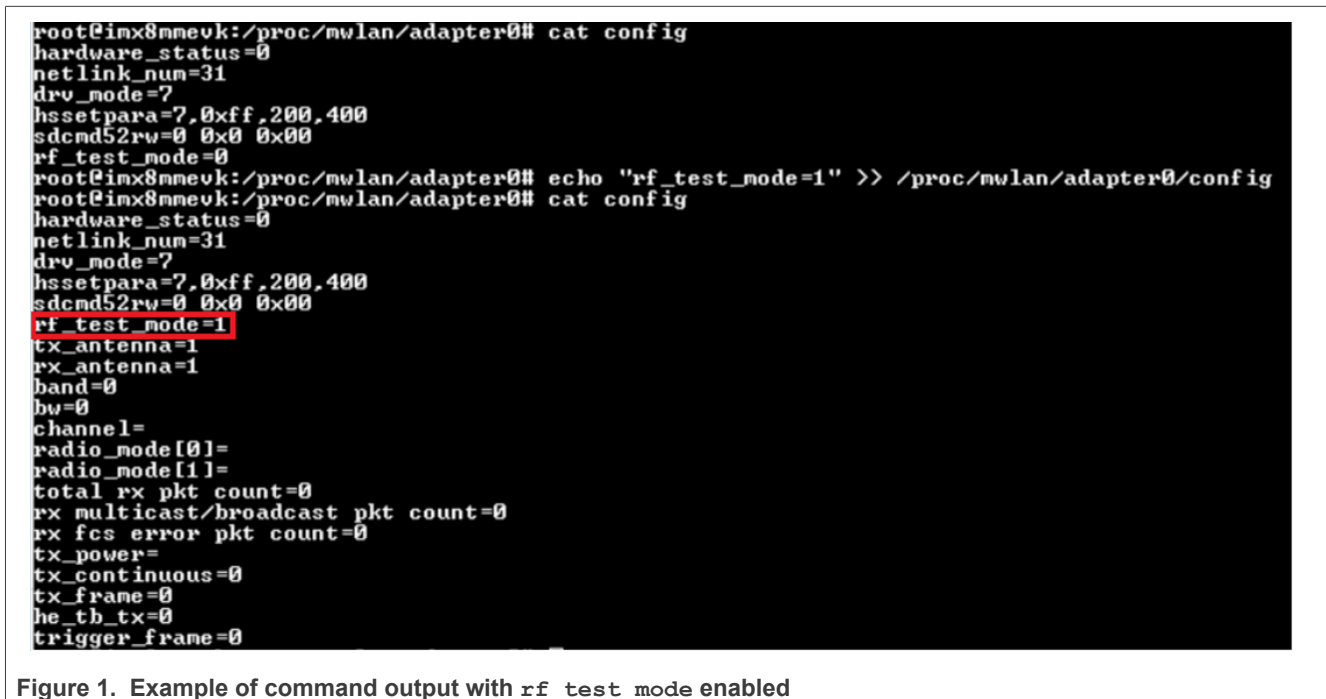 root@imx8mmevk:/proc/mwlan/adapter0# cat config
hardware_status=0
netlink_num=31
drv_mode=7
hssetpara=7,0xff,200,400
sdcmd52rw=0 0x0 0x00
rf_test_mode=0
root@imx8mmevk:/proc/mwlan/adapter0# echo "rf_test_mode=1" >> /proc/mwlan/adapter0/config
root@imx8mmevk:/proc/mwlan/adapter0# cat config
hardware_status=0
netlink_num=31
drv_mode=7
hssetpara=7,0xff,200,400
sdcmd52rw=0 0x0 0x00
rf_test_mode=1
tx_antenna=1
rx_antenna=1
band=0
bw=0
channel=
radio_mode[0]=
radio_mode[1]=
total rx pkt count=0
rx multicast/broadcast pkt count=0
rx fcs error pkt count=0
tx_power=
tx_continuous=0
tx_frame=0
he_tb_tx=0
trigger_frame=0
Figure 1. Example of command output with rf test mode enabled